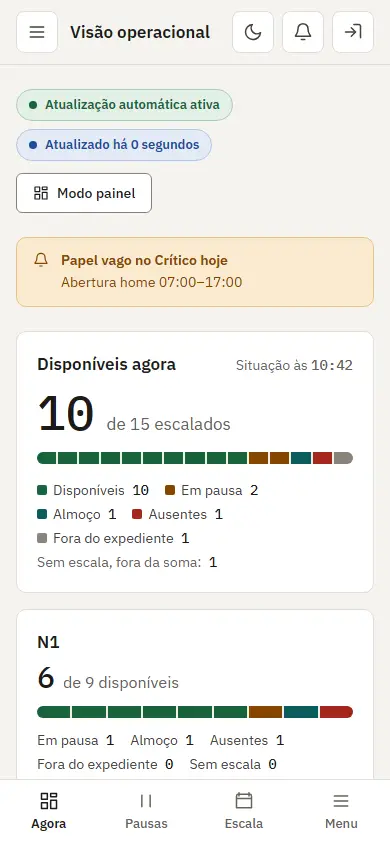 Visão operacional
Atualização automática ativa
Atualizado há 0 segundos
Modo painel
Papel vago no Crítico hoje
Abertura home 07:00–17:00
Disponíveis agora
Situação às 10:42
10 de 15 escalados
Disponíveis 10 Em pausa 2
Almoço 1 Ausentes 1
Fora do expediente 1
Sem escala, fora da soma: 1
N1
6 de 9 disponíveis
Em pausa 1 Almoço 1 Ausentes 1
Fora do expediente 0 Sem escala 0
Agora Pausas Escala Menu